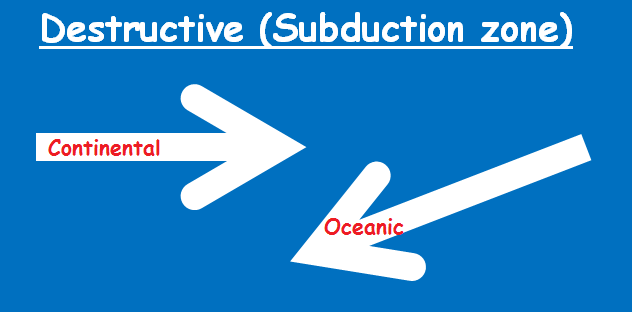 Destructive (Subduction zone)
Continental
Oceanic